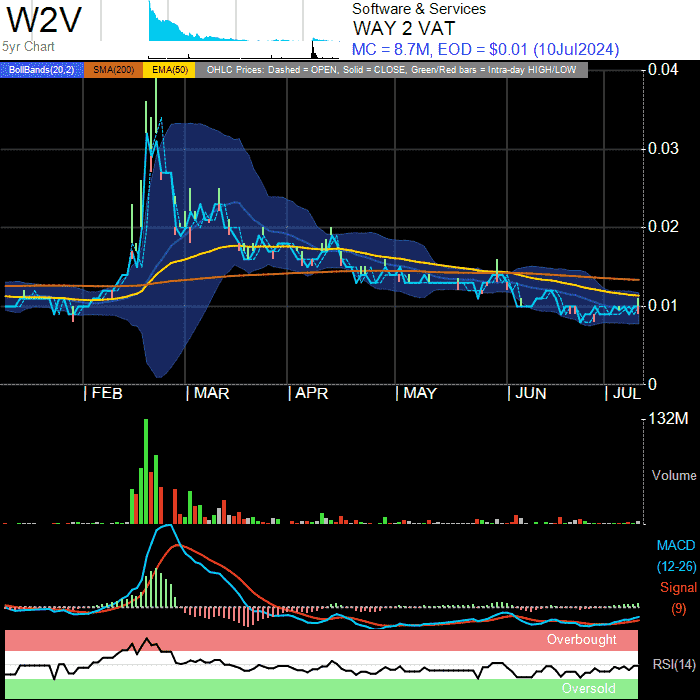 W2V
5yr Chart
Software & Services
WAY 2 VAT
MC = 8.7M, EOD = $0.01 (10Jul2024)
BollBands(20,2) SMA(200) EMA(50) OHLC Prices: Dashed = OPEN, Solid = CLOSE, Green/Red bars = Intra-day HIGH/LOW
0.04
0.03
0.02
0.01
0
FEB MAR APR MAY JUN JUL
132M
Volume
MACD
(12-26)
Signal
(9)
Overbought
RSI(14)
Oversold